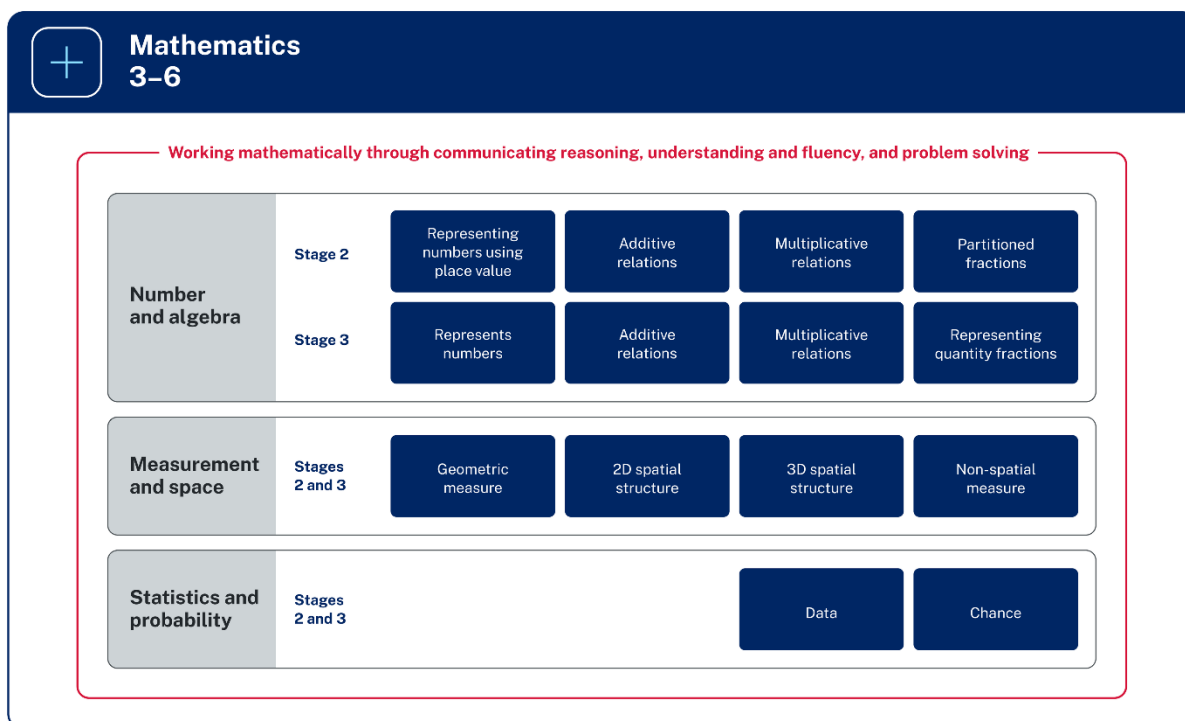 Mathematics
3–6
Working mathematically through communicating reasoning, understanding and fluency, and problem solving
Number
and algebra
Stage 2
Representing
numbers using
place value
Additive
relations
Multiplicative
relations
Partitioned
fractions
Stage 3
Represents
numbers
Additive
relations
Multiplicative
relations
Representing
quantity fractions
Measurement
and space
Stages
2 and 3
Geometric
measure
2D spatial
structure
3D spatial
structure
Non-spatial
measure
Statistics and
probability
Stages
2 and 3
Data
Chance